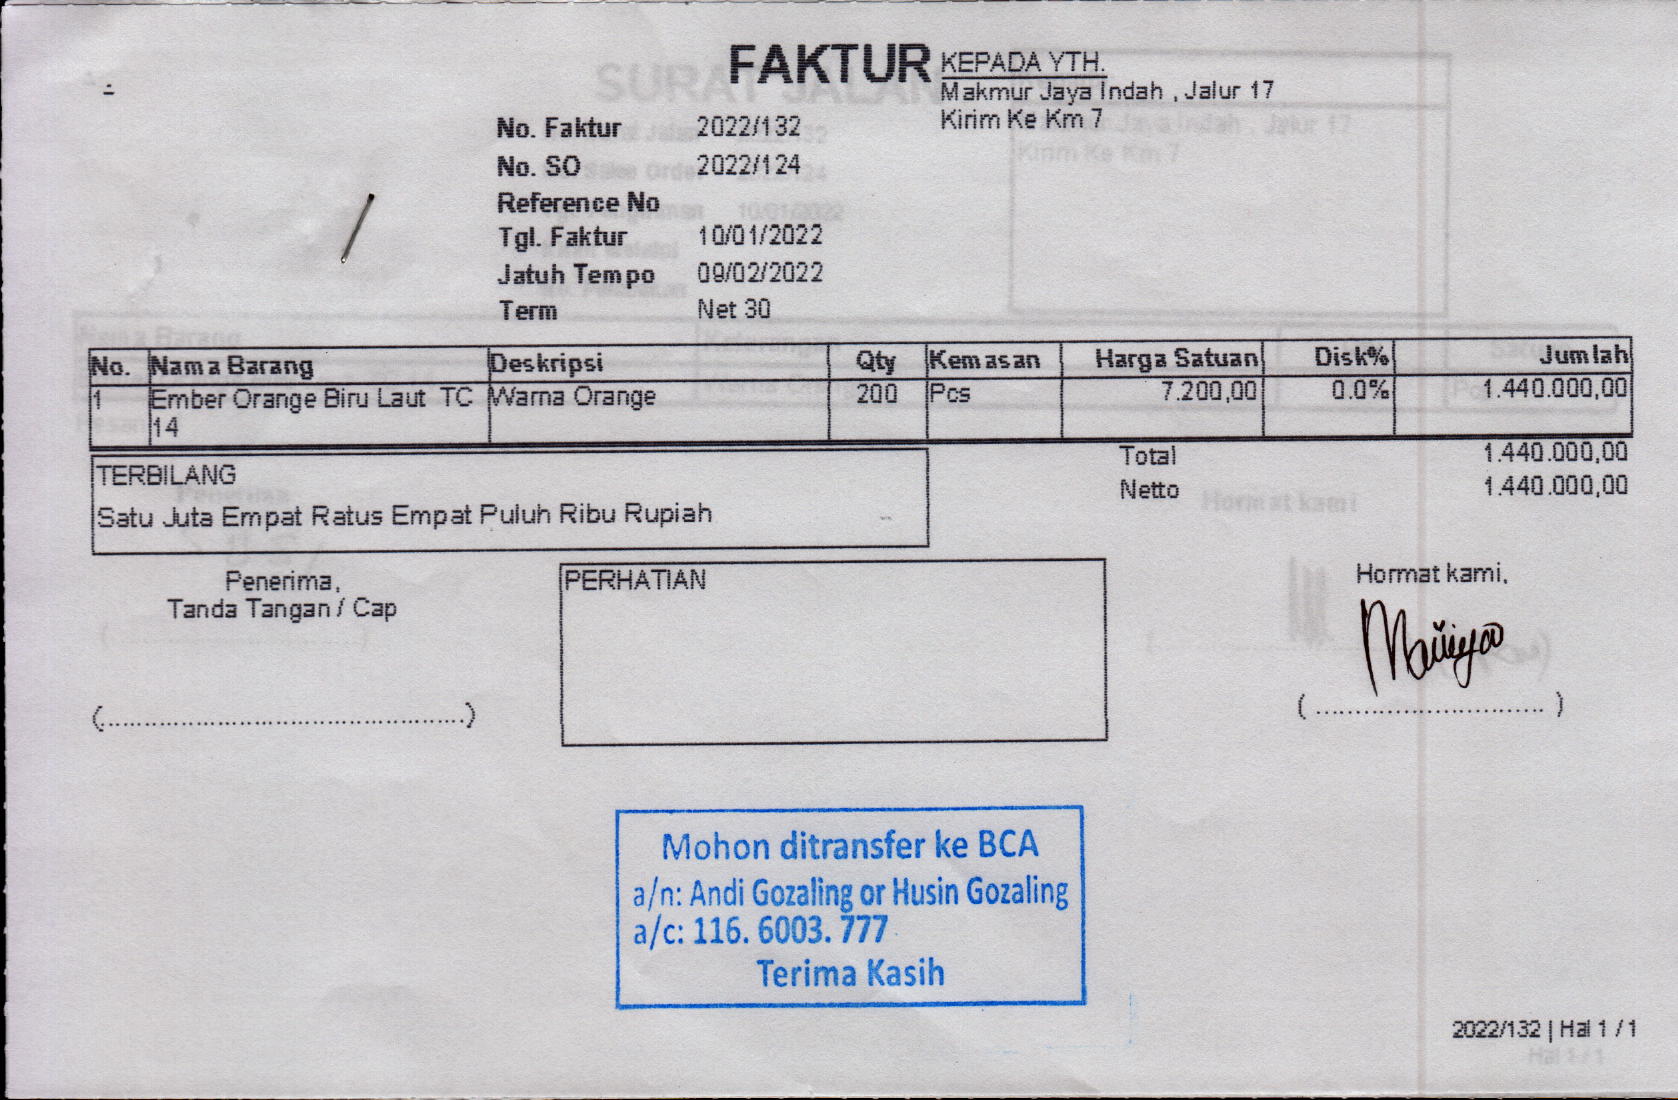 FAKTUR
KEPADA YTH.
Makmur Jaya Indah , Jalur 17
Kirim Ke Km 7
No. Faktur 2022/132
No. SO 2022/124
Reference No
Tgl. Faktur 10/01/2022
Jatuh Tempo 09/02/2022
Term Net 30
No. Nama Barang Deskripsi Qty Kemasan Harga Satuan Disk% Jumlah
1 Ember Orange Biru Laut TC Warna Orange 200 Pcs 7.200,00 0.0% 1.440.000,00
14
Total 1.440.000,00
Netto 1.440.000,00
TERBILANG
Satu Juta Empat Ratus Empat Puluh Ribu Rupiah
Penerima,
Tanda Tangan / Cap
(................................................)
PERHATIAN
Hormat kami,
( .............................. )
Mohon ditransfer ke BCA
a/n: Andi Gozaling or Husin Gozaling
a/c: 116. 6003. 777
Terima Kasih
2022/132 | Hal 1 / 1